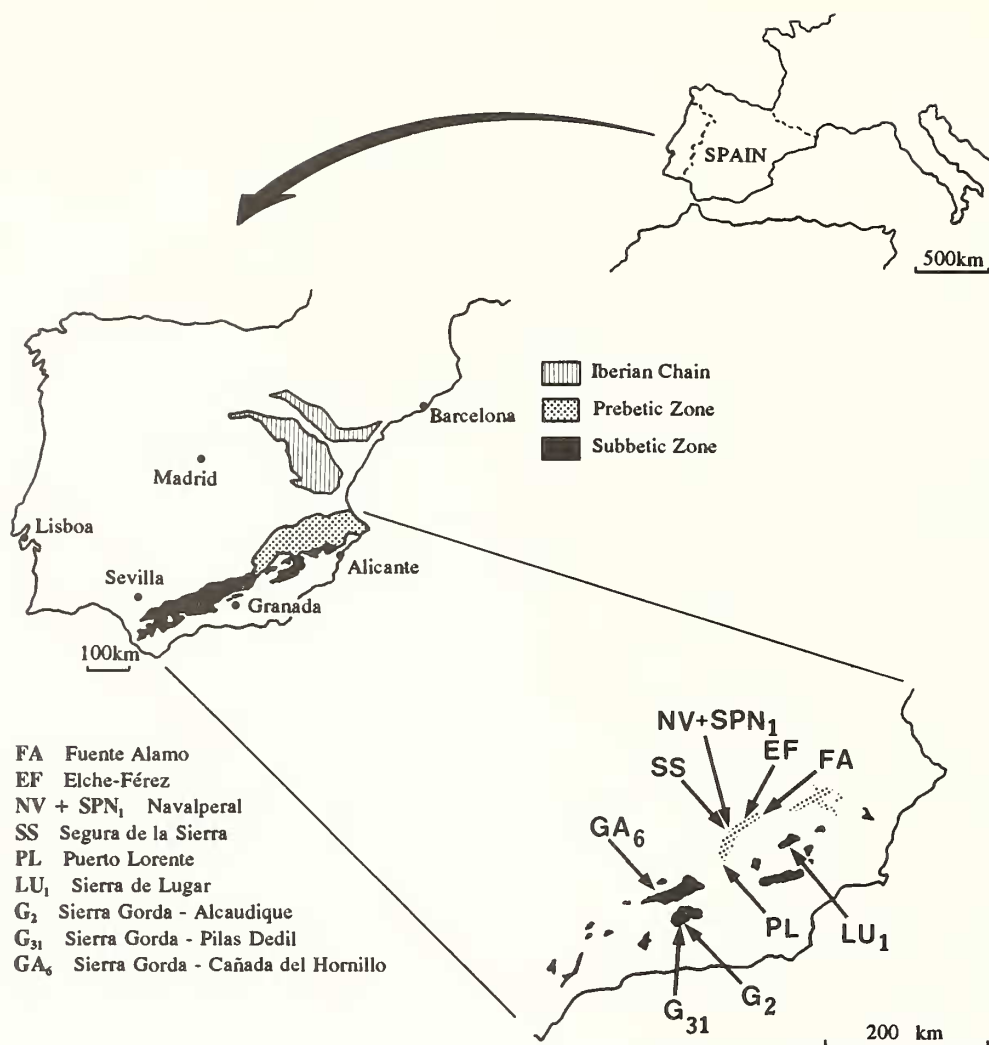 SPAIN
500km
Iberian Chain
Prebetic Zone
Subbetic Zone
Barcelona
Madrid
Lisboa
Sevilla
Alicante
Granada
100km
FA Fuente Alamo
EF Elche-Férez
NV + SPN₁ Navalperal
SS Segura de la Sierra
PL Puerto Lorente
LU₁ Sierra de Lugar
G₂ Sierra Gorda - Alcaudique
G₃₁ Sierra Gorda - Pilas Dedil
GA₆ Sierra Gorda - Cañada del Hornillo
NV+SPN₁
EF
FA
SS
GA₆
PL
LU₁
G₂
G₃₁
200 km